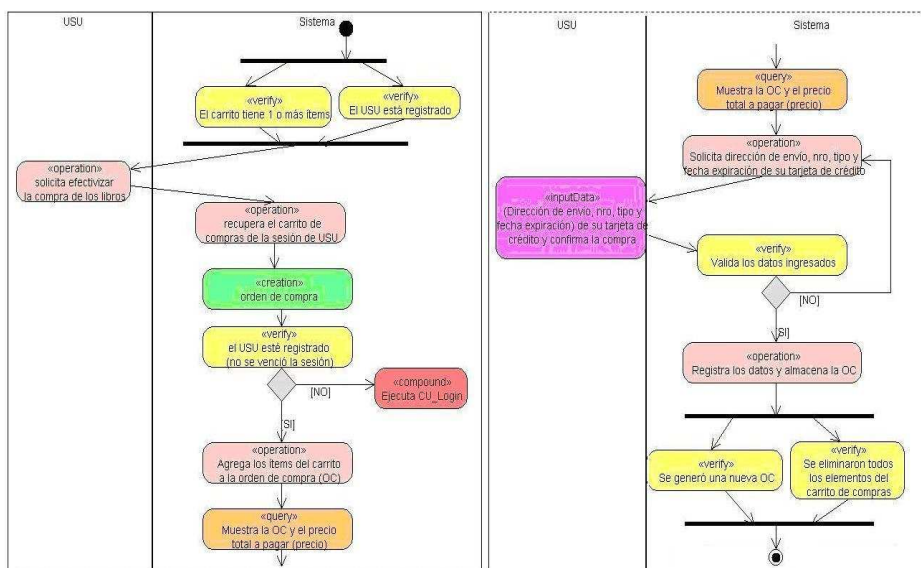 USU
Sistema
«verify»
El carrito tiene 1 o más ítems
«verify»
El USU está registrado
«operation»
solicita efectivizar
la compra de los libros
«operation»
recupera el carrito de
compras de la sesión de USU
«creation»
orden de compra
«verify»
el USU esté registrado
(no se venció la sesión)
[NO]
«compound»
Ejecuta CU_Login
[SI]
«operation»
Agrega los ítems del carrito
a la orden de compra (OC)
«query»
Muestra la OC y el precio
total a pagar (precio)
USU
Sistema
«query»
Muestra la OC y el precio
total a pagar (precio)
«operation»
Solicita dirección de envío, nro, tipo y
fecha expiración de su tarjeta de crédito
«inputData»
(Dirección de envío, nro, tipo y
fecha expiración) de su tarjeta de
crédito y confirma la compra
«verify»
Valida los datos ingresados
[NO]
SI]
«operation»
Registra los datos y almacena la OC
«verify»
Se generó una nueva OC
«verify»
Se eliminaron todos
los elementos del
carrito de compras